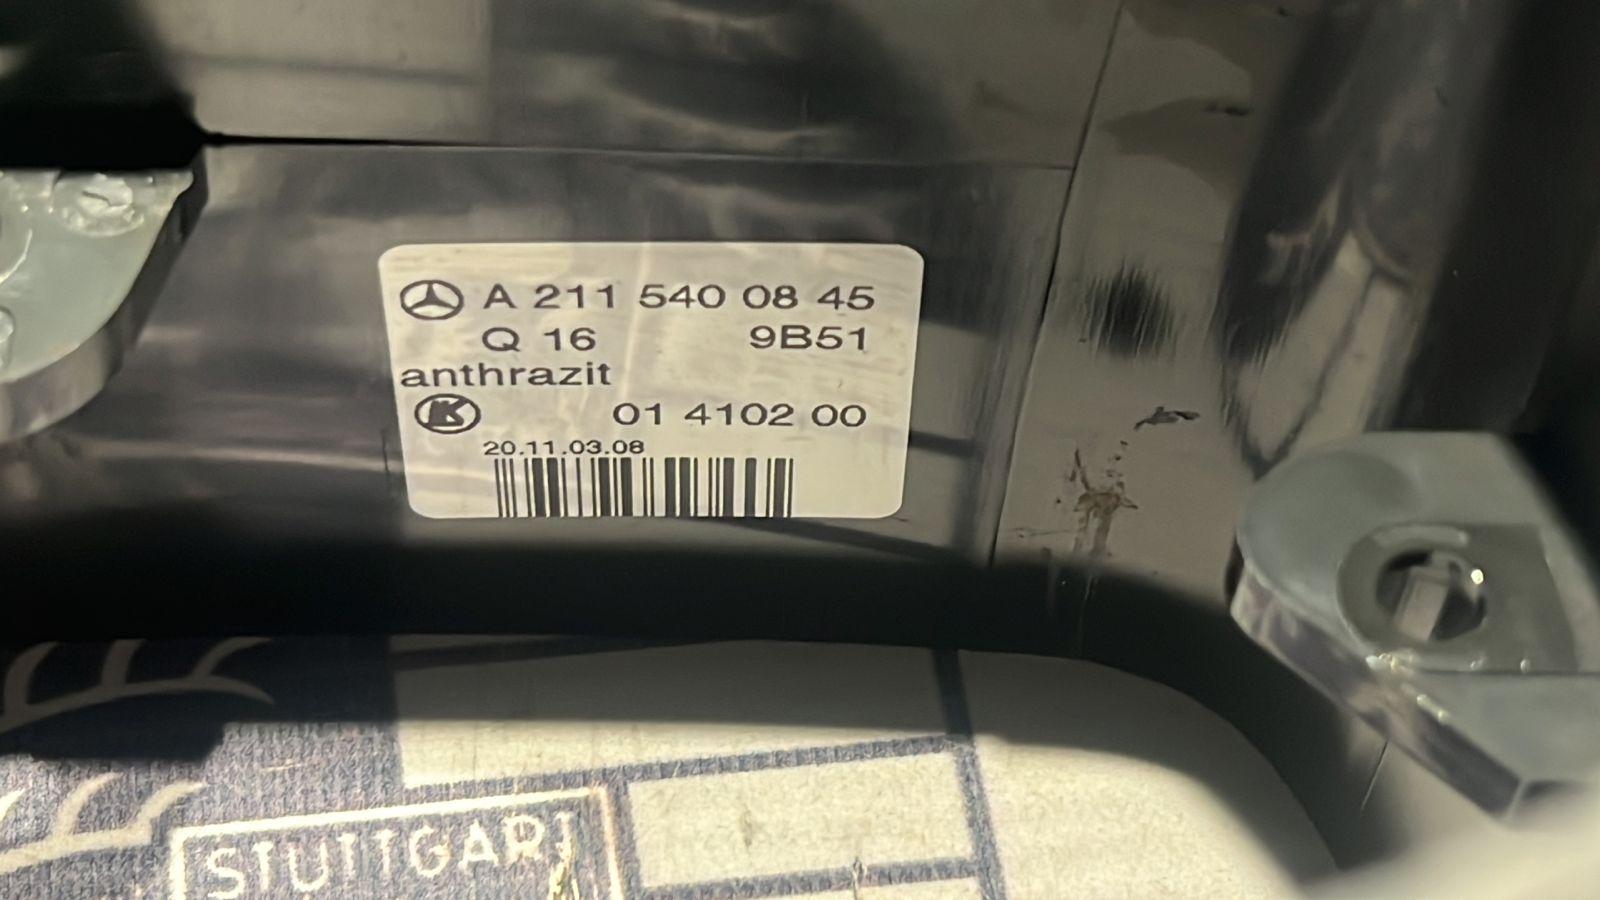 A 211 540 08 45
Q 16 9B51
anthrazit
K 01 4102 00
20.11.03.08
STUTTGART